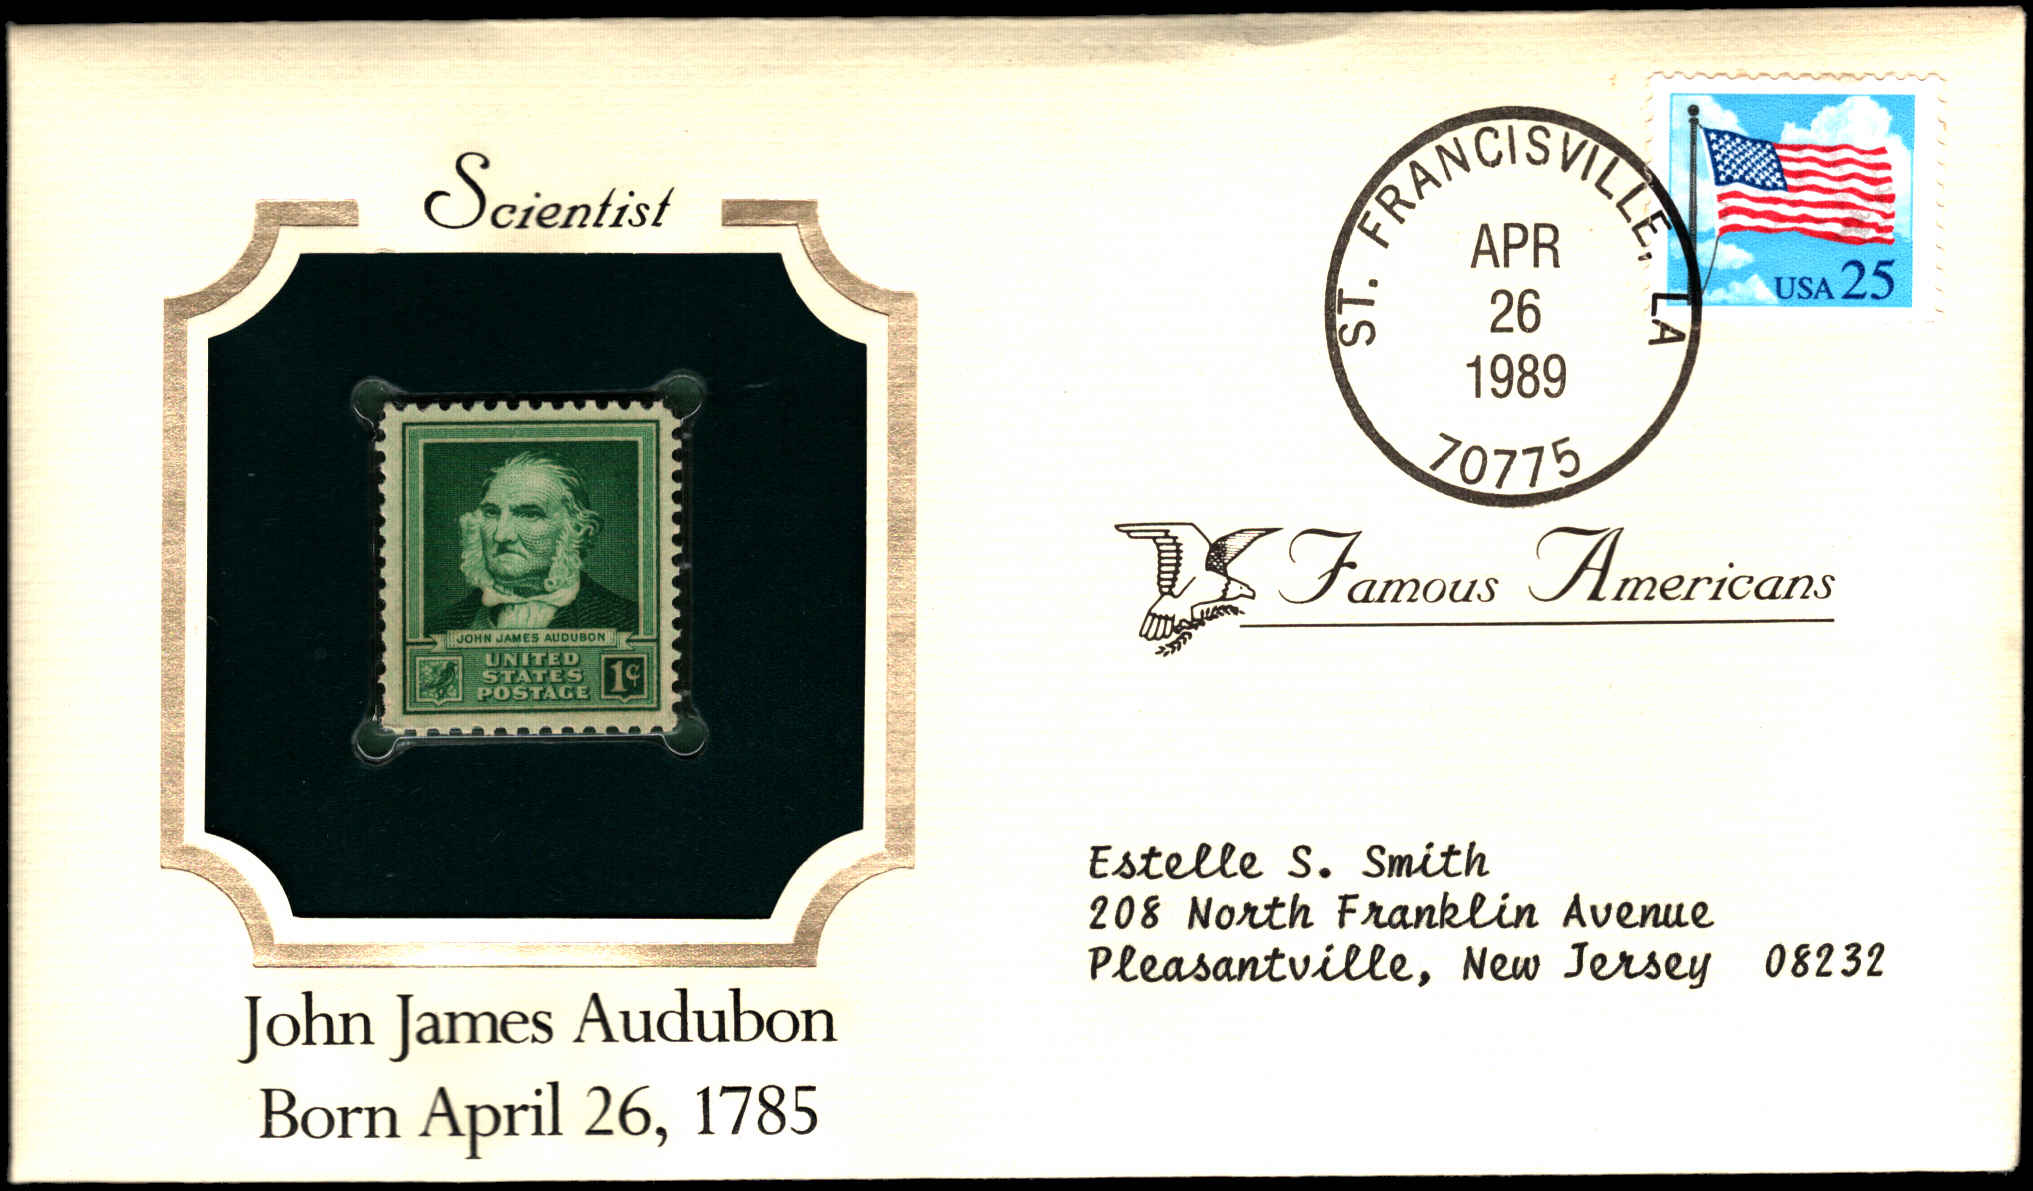 Scientist
JOHN JAMES AUDUBON
UNITED
STATES
POSTAGE
1¢
John James Audubon
Born April 26, 1785
ST. FRANCISVILLE, LA
APR
26
1989
70775
USA 25
Famous Americans
Estelle S. Smith
208 North Franklin Avenue
Pleasantville, New Jersey 08232